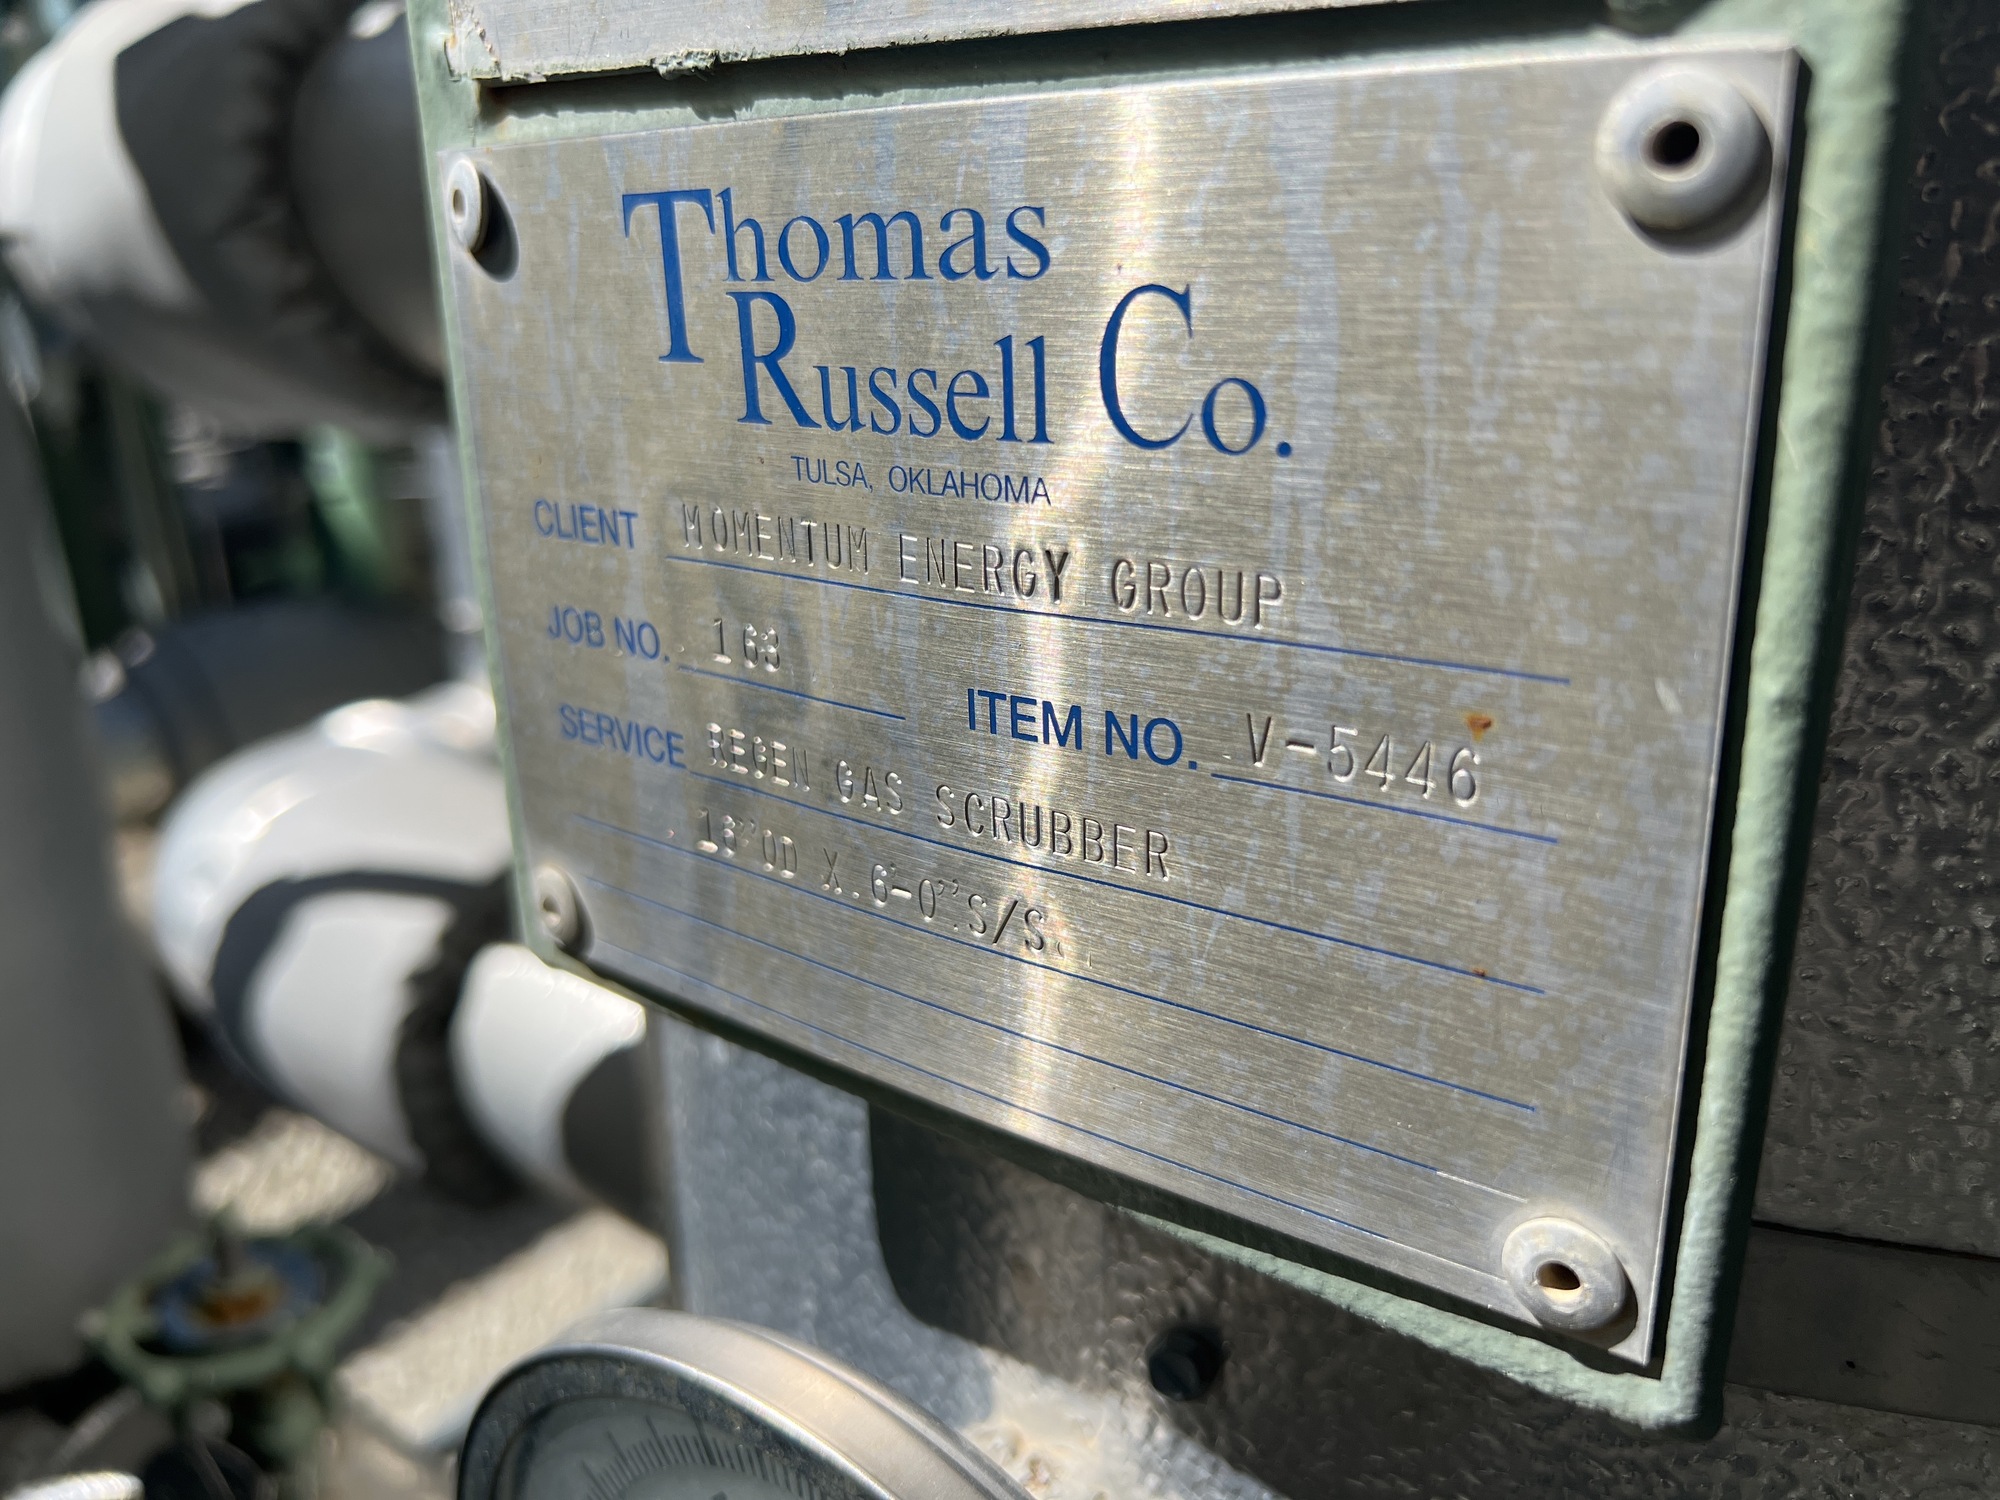 Thomas
Russell Co.
TULSA, OKLAHOMA
CLIENT MOMENTUM ENERGY GROUP
JOB NO. 163
ITEM NO. V-5446
SERVICE REGEN GAS SCRUBBER
16"OD X 6'-0" S/S